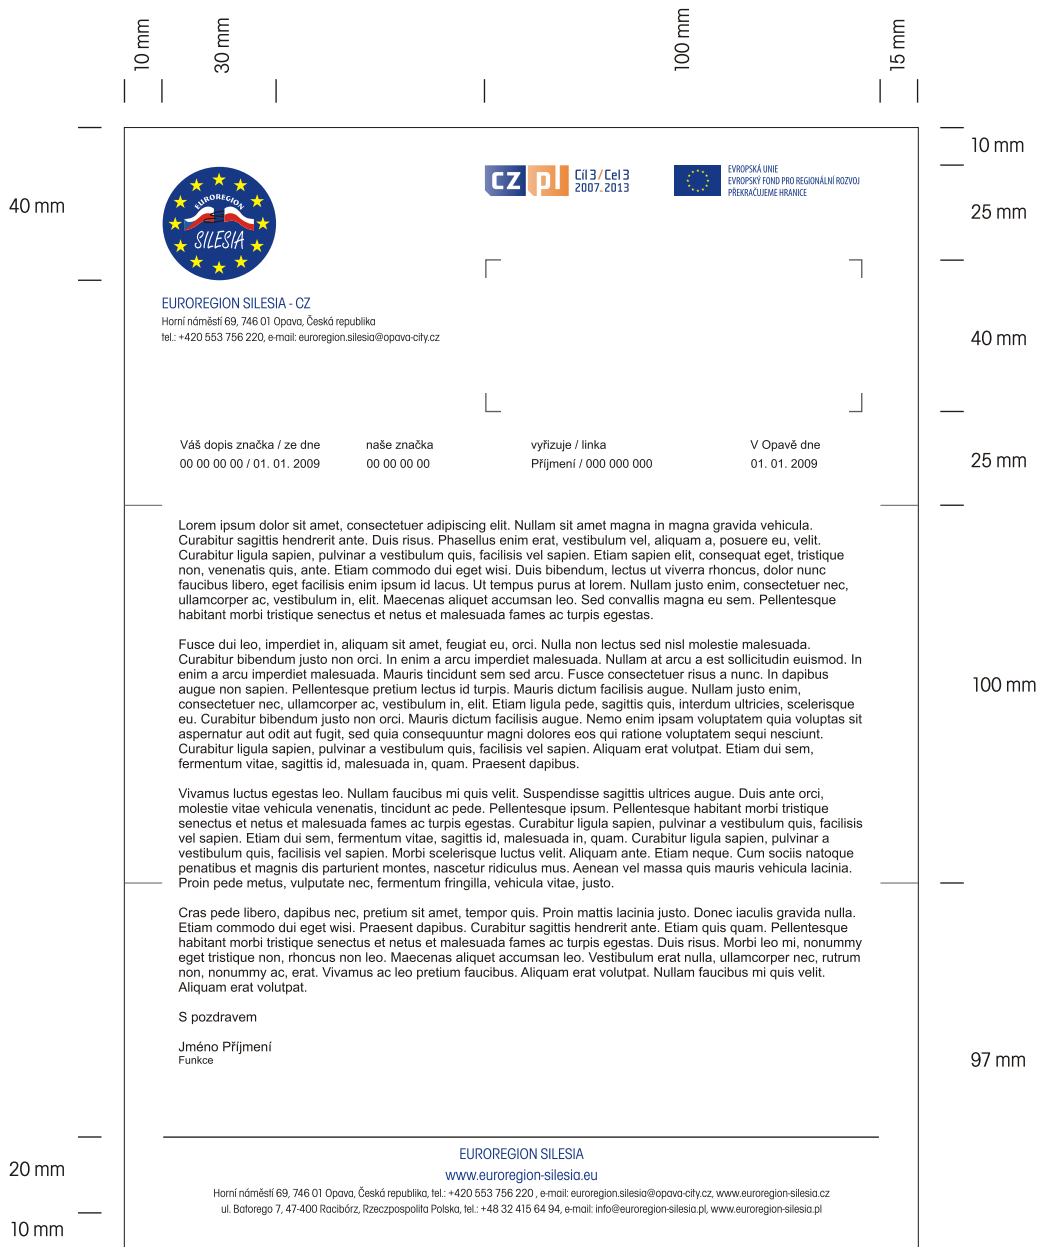 10 mm
30 mm
100 mm
15 mm
10 mm
40 mm
25 mm
EUROREGION
SILESIA
cz pl Cíl 3 / Cel 3
2007. 2013
EVROPSKÁ UNIE
EVROPSKÝ FOND PRO REGIONÁLNÍ ROZVOJ
PŘEKRAČUJEME HRANICE
EUROREGION SILESIA - CZ
Horní náměstí 69, 746 01 Opava, Česká republika
tel.: +420 553 756 220, e-mail: euroregion.silesia@opava-city.cz
40 mm
Váš dopis značka / ze dne naše značka vyřizuje / linka V Opavě dne
00 00 00 00 / 01. 01. 2009 00 00 00 00 Příjmení / 000 000 000 01. 01. 2009
25 mm
Lorem ipsum dolor sit amet, consectetuer adipiscing elit. Nullam sit amet magna in magna gravida vehicula.
Curabitur sagittis hendrerit ante. Duis risus. Phasellus enim erat, vestibulum vel, aliquam a, posuere eu, velit.
Curabitur ligula sapien, pulvinar a vestibulum quis, facilisis vel sapien. Etiam sapien elit, consequat eget, tristique
non, venenatis quis, ante. Etiam commodo dui eget wisi. Duis bibendum, lectus ut viverra rhoncus, dolor nunc
faucibus libero, eget facilisis enim ipsum id lacus. Ut tempus purus at lorem. Nullam justo enim, consectetuer nec,
ullamcorper ac, vestibulum in, elit. Maecenas aliquet accumsan leo. Sed convallis magna eu sem. Pellentesque
habitant morbi tristique senectus et netus et malesuada fames ac turpis egestas.
Fusce dui leo, imperdiet in, aliquam sit amet, feugiat eu, orci. Nulla non lectus sed nisl molestie malesuada.
Curabitur bibendum justo non orci. In enim a arcu imperdiet malesuada. Nullam at arcu a est sollicitudin euismod. In
enim a arcu imperdiet malesuada. Mauris tincidunt sem sed arcu. Fusce consectetuer risus a nunc. In dapibus
augue non sapien. Pellentesque pretium lectus id turpis. Mauris dictum facilisis augue. Nullam justo enim,
consectetuer nec, ullamcorper ac, vestibulum in, elit. Etiam ligula pede, sagittis quis, interdum ultricies, scelerisque
eu. Curabitur bibendum justo non orci. Mauris dictum facilisis augue. Nemo enim ipsam voluptatem quia voluptas sit
aspernatur aut odit aut fugit, sed quia consequuntur magni dolores eos qui ratione voluptatem sequi nesciunt.
Curabitur ligula sapien, pulvinar a vestibulum quis, facilisis vel sapien. Aliquam erat volutpat. Etiam dui sem,
fermentum vitae, sagittis id, malesuada in, quam. Praesent dapibus.
100 mm
Vivamus luctus egestas leo. Nullam faucibus mi quis velit. Suspendisse sagittis ultrices augue. Duis ante orci,
molestie vitae vehicula venenatis, tincidunt ac pede. Pellentesque ipsum. Pellentesque habitant morbi tristique
senectus et netus et malesuada fames ac turpis egestas. Curabitur ligula sapien, pulvinar a vestibulum quis, facilisis
vel sapien. Etiam dui sem, fermentum vitae, sagittis id, malesuada in, quam. Curabitur ligula sapien, pulvinar a
vestibulum quis, facilisis vel sapien. Morbi scelerisque luctus velit. Aliquam ante. Etiam neque. Cum sociis natoque
penatibus et magnis dis parturient montes, nascetur ridiculus mus. Aenean vel massa quis mauris vehicula lacinia.
Proin pede metus, vulputate nec, fermentum fringilla, vehicula vitae, justo.
Cras pede libero, dapibus nec, pretium sit amet, tempor quis. Proin mattis lacinia justo. Donec iaculis gravida nulla.
Etiam commodo dui eget wisi. Praesent dapibus. Curabitur sagittis hendrerit ante. Etiam quis quam. Pellentesque
habitant morbi tristique senectus et netus et malesuada fames ac turpis egestas. Duis risus. Morbi leo mi, nonummy
eget tristique non, rhoncus non leo. Maecenas aliquet accumsan leo. Vestibulum erat nulla, ullamcorper nec, rutrum
non, nonummy ac, erat. Vivamus ac leo pretium faucibus. Aliquam erat volutpat. Nullam faucibus mi quis velit.
Aliquam erat volutpat.
S pozdravem
Jméno Příjmení
Funkce
97 mm
EUROREGION SILESIA
www.euroregion-silesia.eu
20 mm
Horní náměstí 69, 746 01 Opava, Česká republika, tel.: +420 553 756 220 , e-mail: euroregion.silesia@opava-city.cz, www.euroregion-silesia.cz
ul. Batorego 7, 47-400 Racibórz, Rzeczpospolita Polska, tel.: +48 32 415 64 94, e-mail: info@euroregion-silesia.pl, www.euroregion-silesia.pl
10 mm